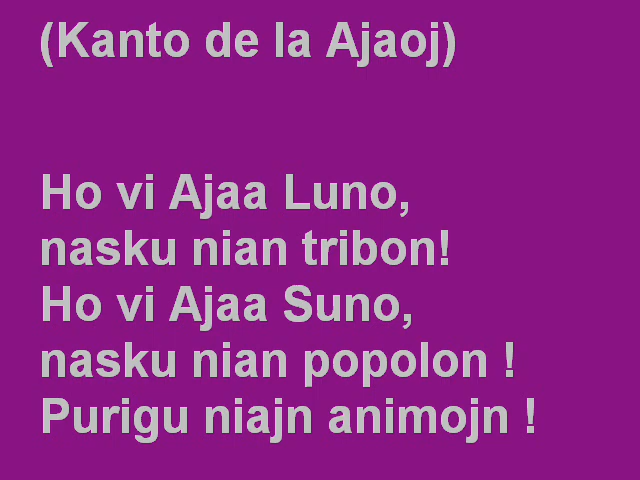 (Kanto de la Ajaoj)
Ho vi Ajaa Luno,
nasku nian tribon!
Ho vi Ajaa Suno,
nasku nian popolon !
Purigu niajn animojn !